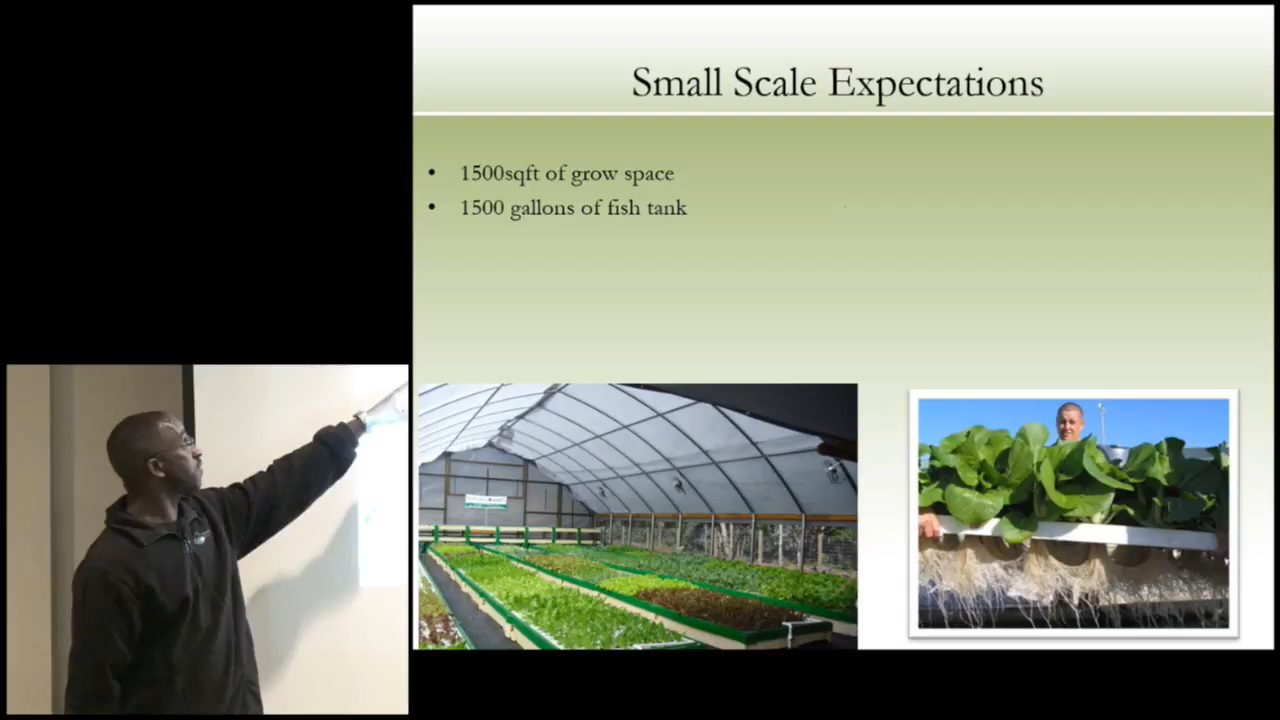 Small Scale Expectations
• 1500sqft of grow space
• 1500 gallons of fish tank